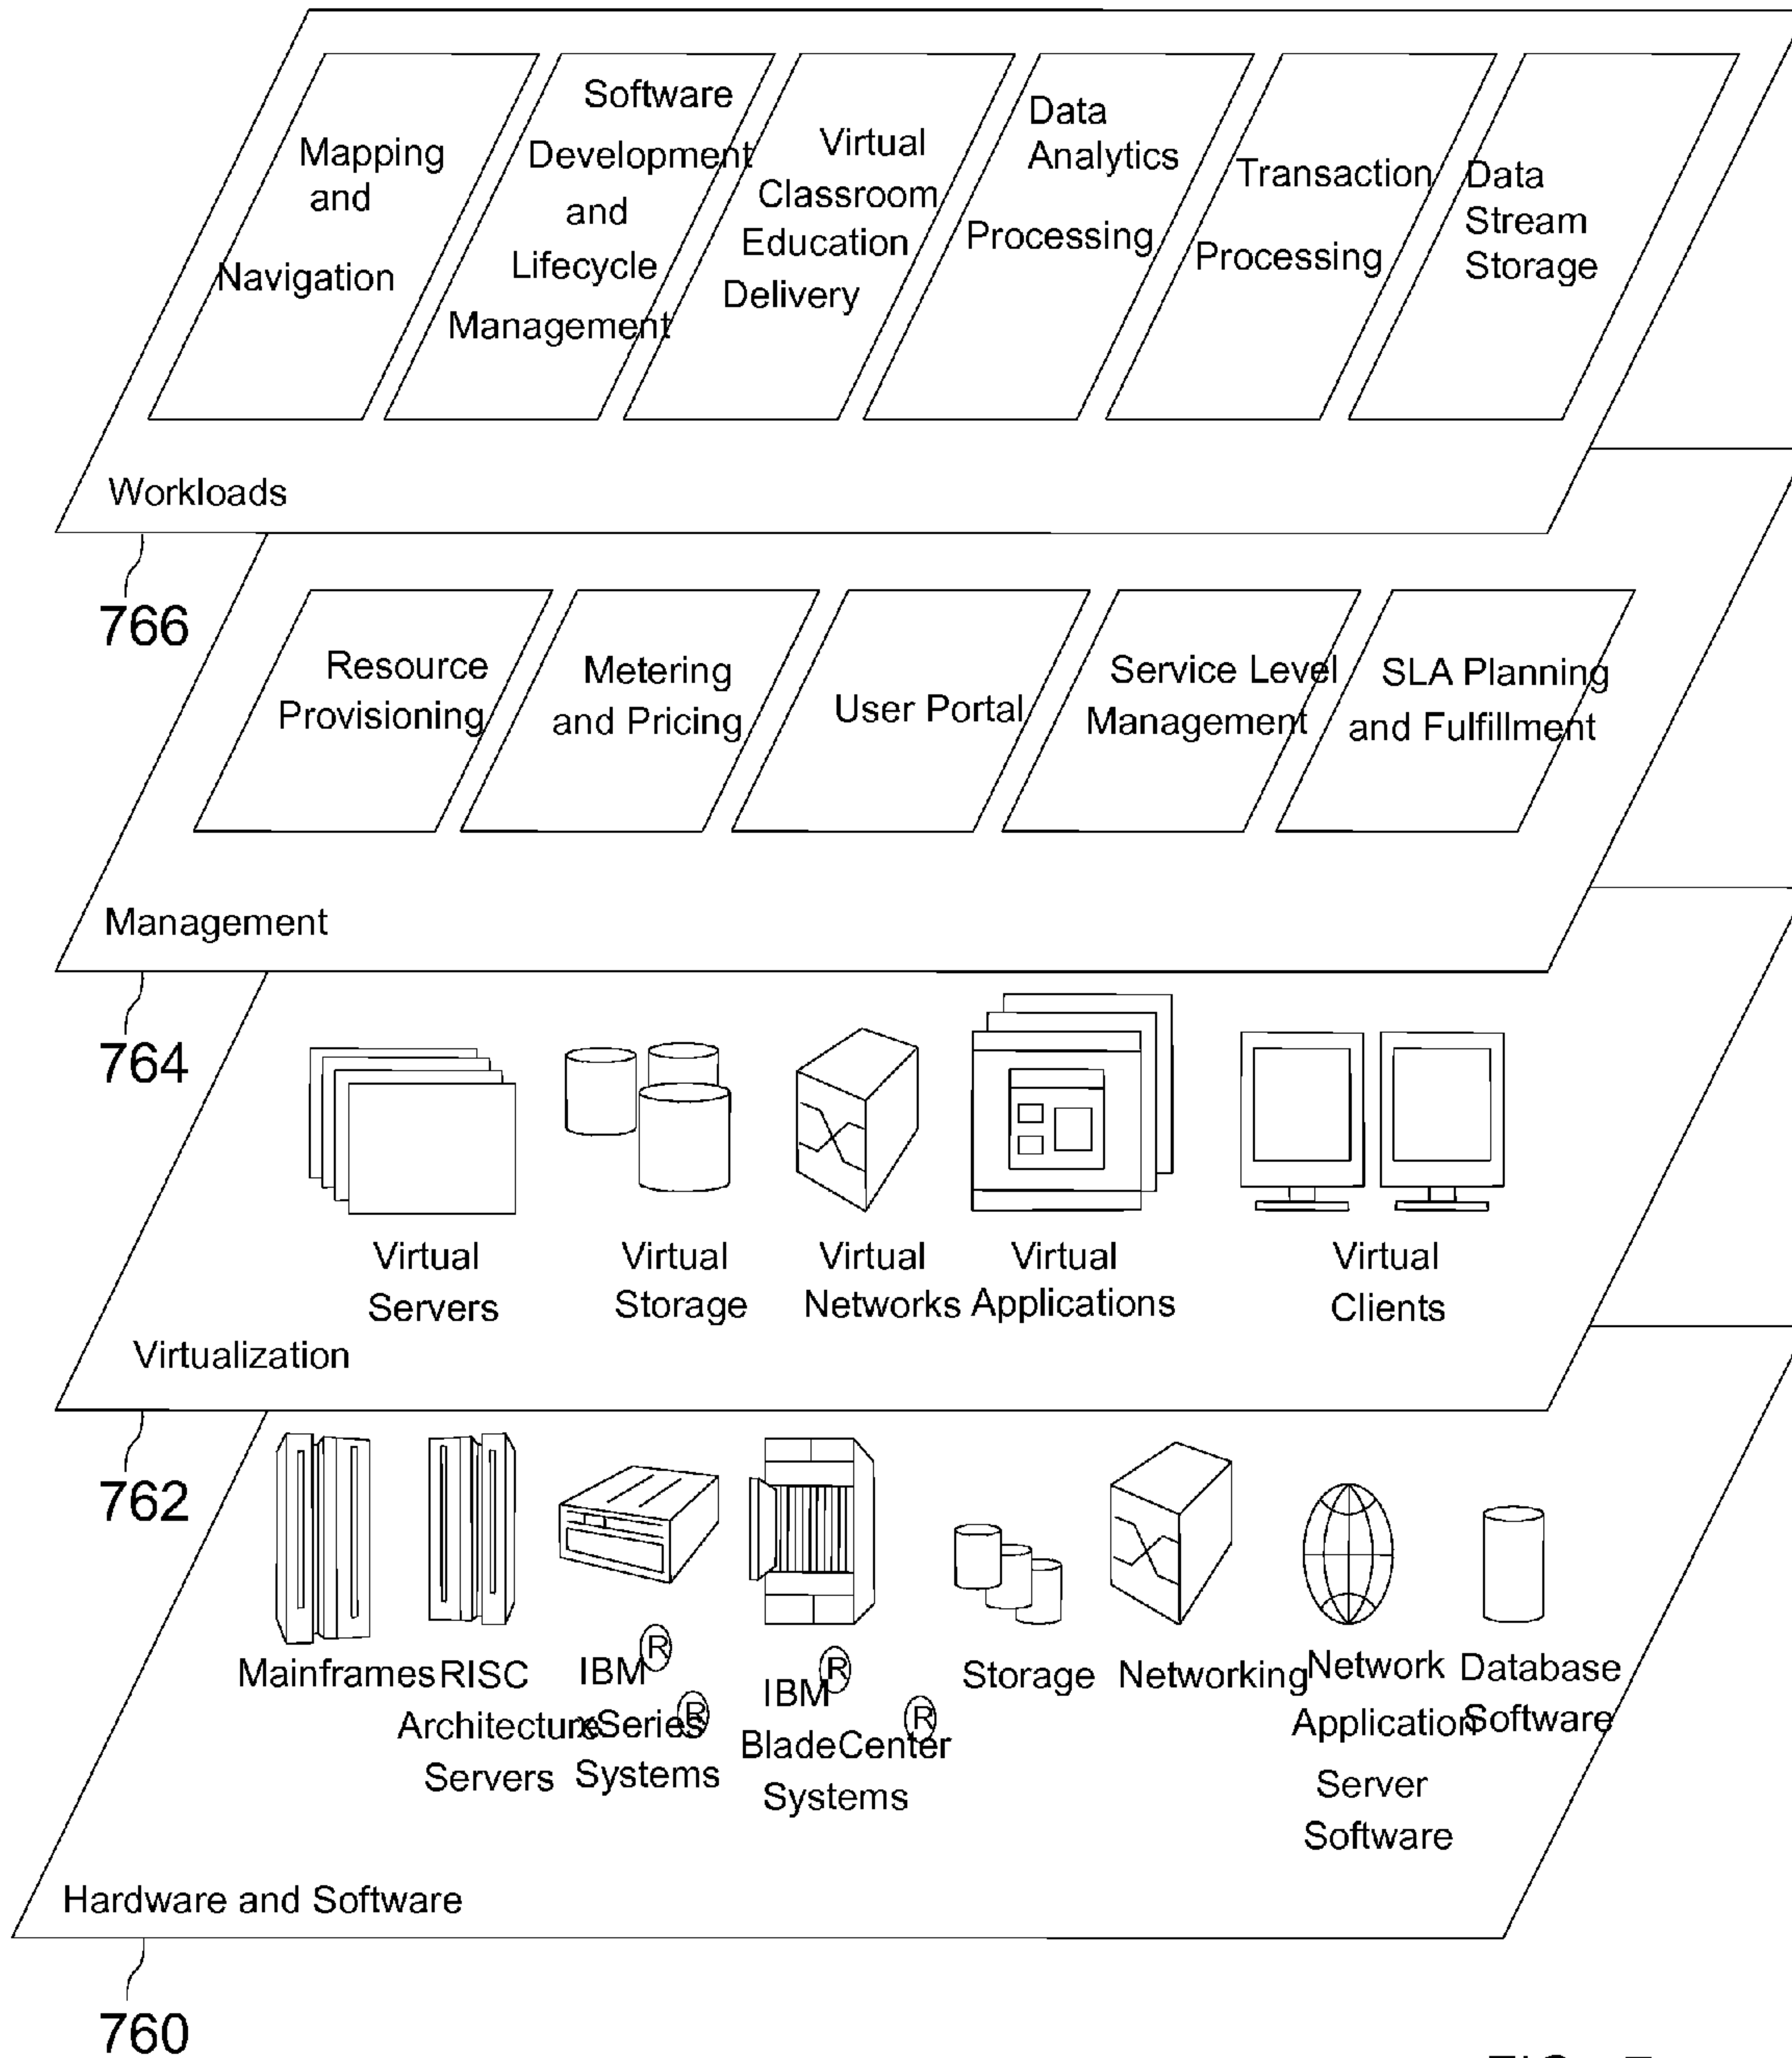 Mapping
and
Navigation
Software
Development
and
Lifecycle
Management
Virtual
Classroom
Education
Delivery
Data
Analytics
Processing
Transaction
Processing
Data
Stream
Storage
Workloads
766
Resource
Provisioning
Metering
and Pricing
User Portal
Service Level
Management
SLA Planning
and Fulfillment
Management
764
Virtual
Servers
Virtual
Storage
Virtual
Networks
Virtual
Applications
Virtual
Clients
Virtualization
762
Mainframes
RISC
Architecture
Servers
IBM®
xSeries®
Systems
IBM®
BladeCenter®
Systems
Storage
Networking
Network
Application
Server
Software
Database
Software
Hardware and Software
760